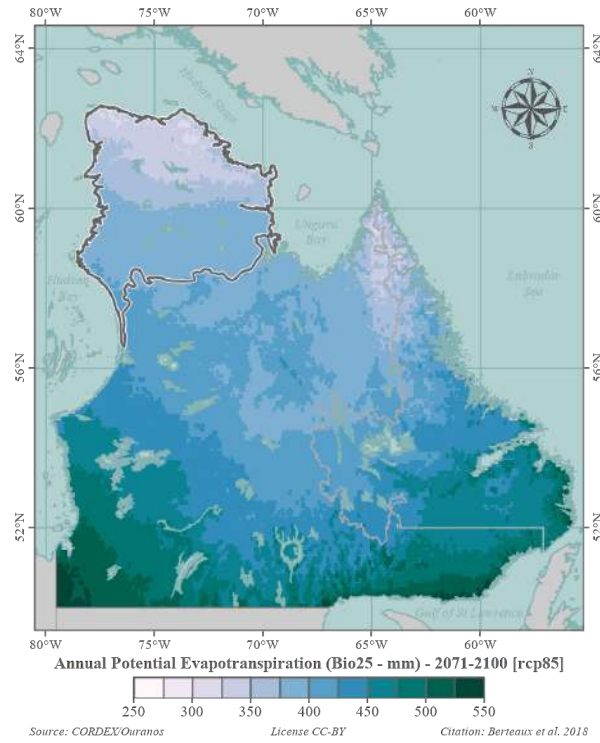 80°W 75°W 70°W 65°W 60°W
64°N 64°N
Hudson Strait
N
W E
S
60°N 60°N
Ungava
Bay
Hudson
Bay
Labrador
Sea
56°N 56°N
52°N 52°N
Gulf of St Lawrence
80°W 75°W 70°W 65°W 60°W
Annual Potential Evapotranspiration (Bio25 - mm) - 2071-2100 [rcp85]
250 300 350 400 450 500 550
Source: CORDEX/Ouranos License CC-BY Citation: Berteaux et al. 2018